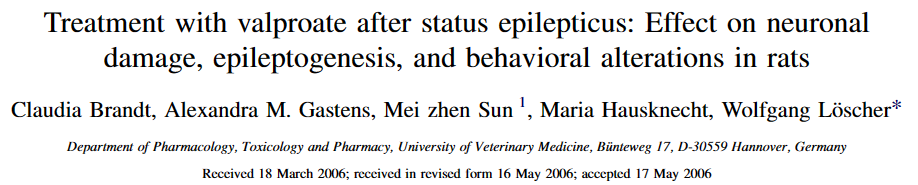 Treatment with valproate after status epilepticus: Effect on neuronal
damage, epileptogenesis, and behavioral alterations in rats
Claudia Brandt, Alexandra M. Gastens, Mei zhen Sun 1, Maria Hausknecht, Wolfgang Löscher*
Department of Pharmacology, Toxicology and Pharmacy, University of Veterinary Medicine, Bünteweg 17, D-30559 Hannover, Germany
Received 18 March 2006; received in revised form 16 May 2006; accepted 17 May 2006